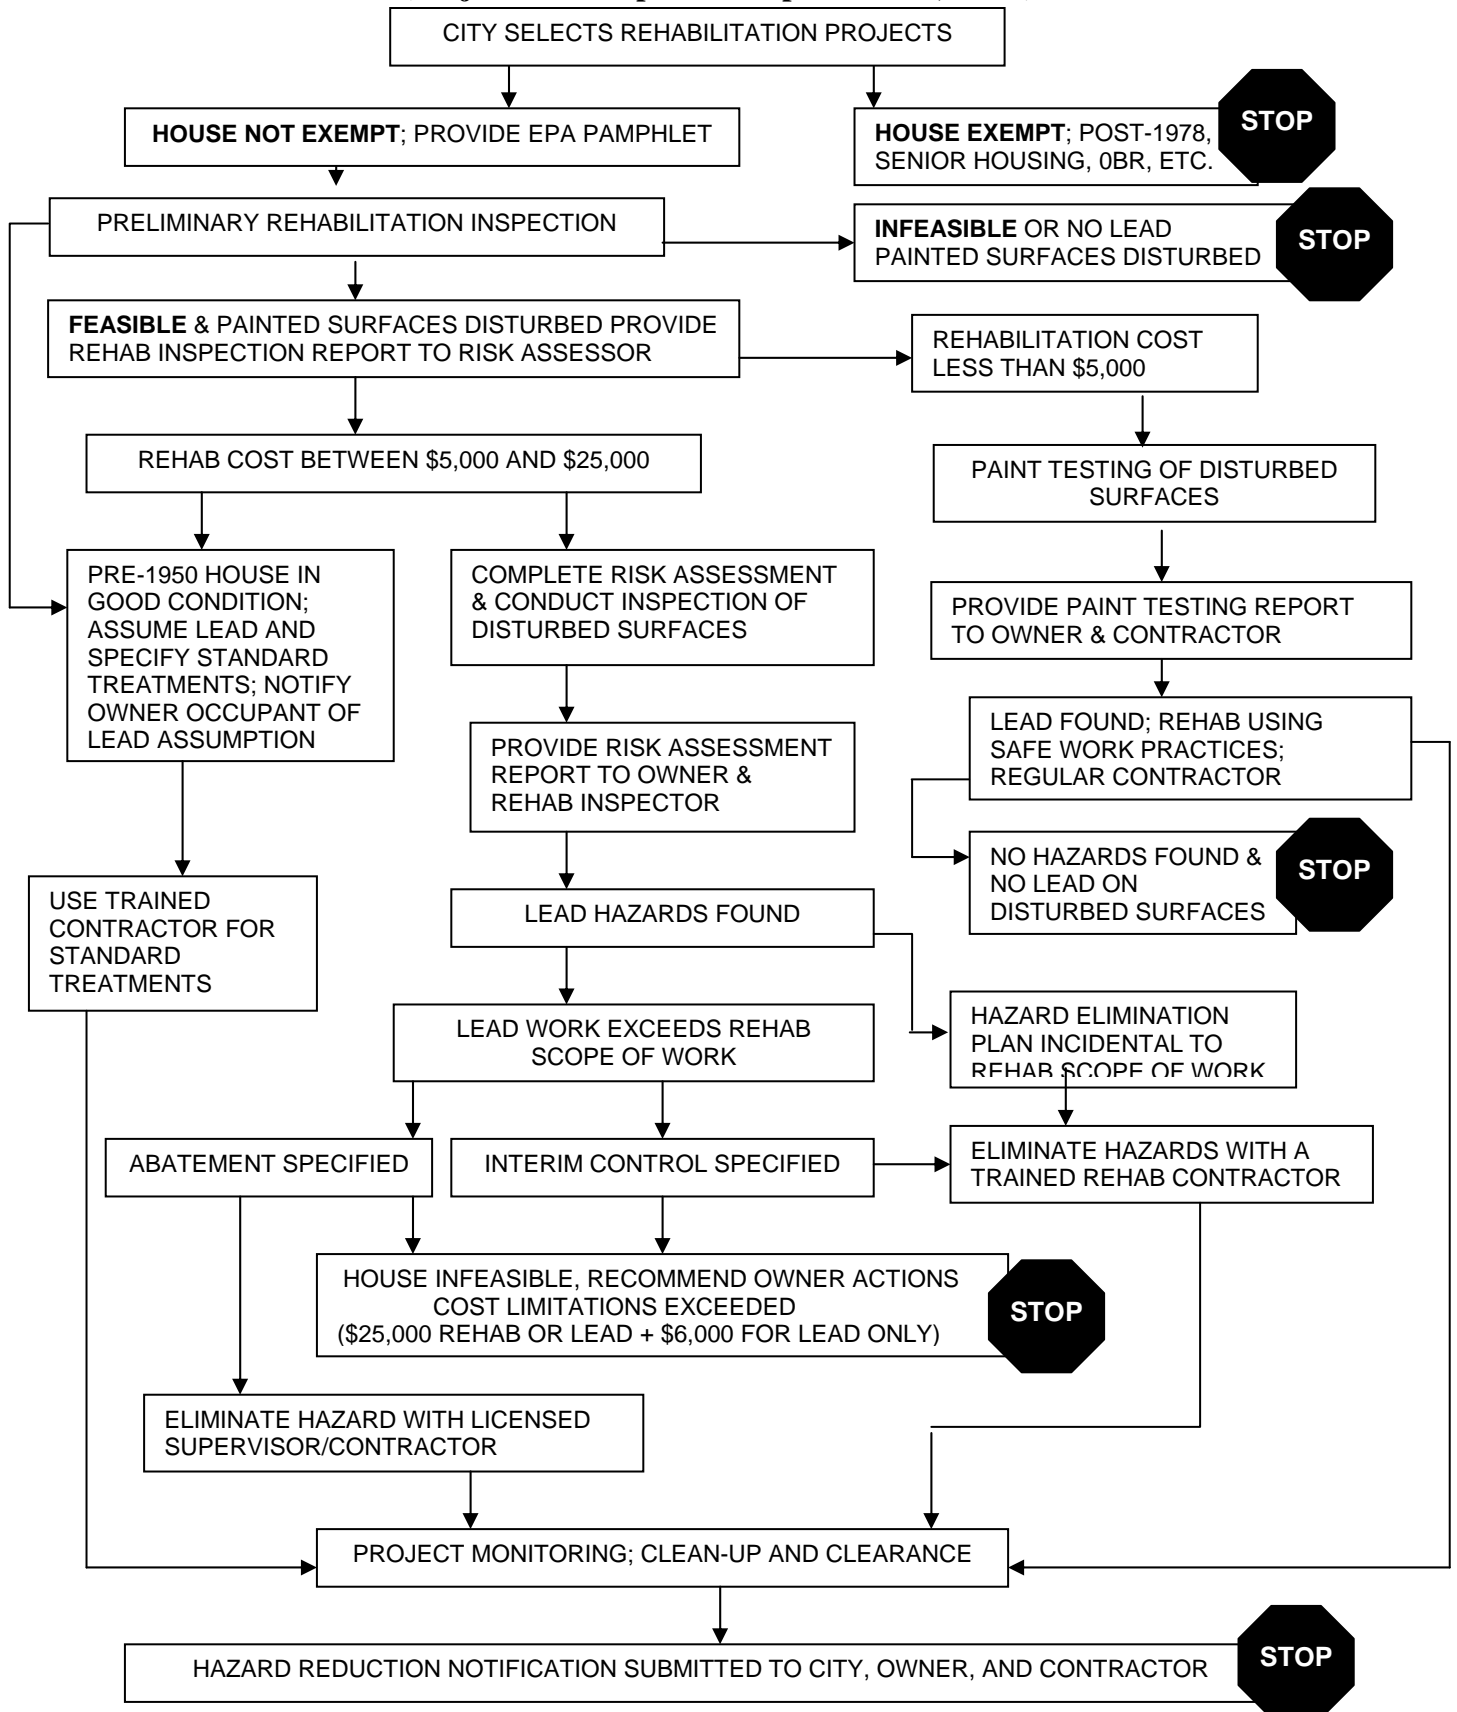 CITY SELECTS REHABILITATION PROJECTS
HOUSE NOT EXEMPT; PROVIDE EPA PAMPHLET
HOUSE EXEMPT; POST-1978,
SENIOR HOUSING, 0BR, ETC.
STOP
PRELIMINARY REHABILITATION INSPECTION
INFEASIBLE OR NO LEAD
PAINTED SURFACES DISTURBED
STOP
FEASIBLE & PAINTED SURFACES DISTURBED PROVIDE
REHAB INSPECTION REPORT TO RISK ASSESSOR
REHABILITATION COST
LESS THAN $5,000
REHAB COST BETWEEN $5,000 AND $25,000
PAINT TESTING OF DISTURBED
SURFACES
PRE-1950 HOUSE IN
GOOD CONDITION;
ASSUME LEAD AND
SPECIFY STANDARD
TREATMENTS; NOTIFY
OWNER OCCUPANT OF
LEAD ASSUMPTION
COMPLETE RISK ASSESSMENT
& CONDUCT INSPECTION OF
DISTURBED SURFACES
PROVIDE PAINT TESTING REPORT
TO OWNER & CONTRACTOR
PROVIDE RISK ASSESSMENT
REPORT TO OWNER &
REHAB INSPECTOR
LEAD FOUND; REHAB USING
SAFE WORK PRACTICES;
REGULAR CONTRACTOR
NO HAZARDS FOUND &
NO LEAD ON
DISTURBED SURFACES
STOP
USE TRAINED
CONTRACTOR FOR
STANDARD
TREATMENTS
LEAD HAZARDS FOUND
LEAD WORK EXCEEDS REHAB
SCOPE OF WORK
HAZARD ELIMINATION
PLAN INCIDENTAL TO
REHAB SCOPE OF WORK
ABATEMENT SPECIFIED
INTERIM CONTROL SPECIFIED
ELIMINATE HAZARDS WITH A
TRAINED REHAB CONTRACTOR
HOUSE INFEASIBLE, RECOMMEND OWNER ACTIONS
COST LIMITATIONS EXCEEDED
($25,000 REHAB OR LEAD + $6,000 FOR LEAD ONLY)
STOP
ELIMINATE HAZARD WITH LICENSED
SUPERVISOR/CONTRACTOR
PROJECT MONITORING; CLEAN-UP AND CLEARANCE
HAZARD REDUCTION NOTIFICATION SUBMITTED TO CITY, OWNER, AND CONTRACTOR
STOP